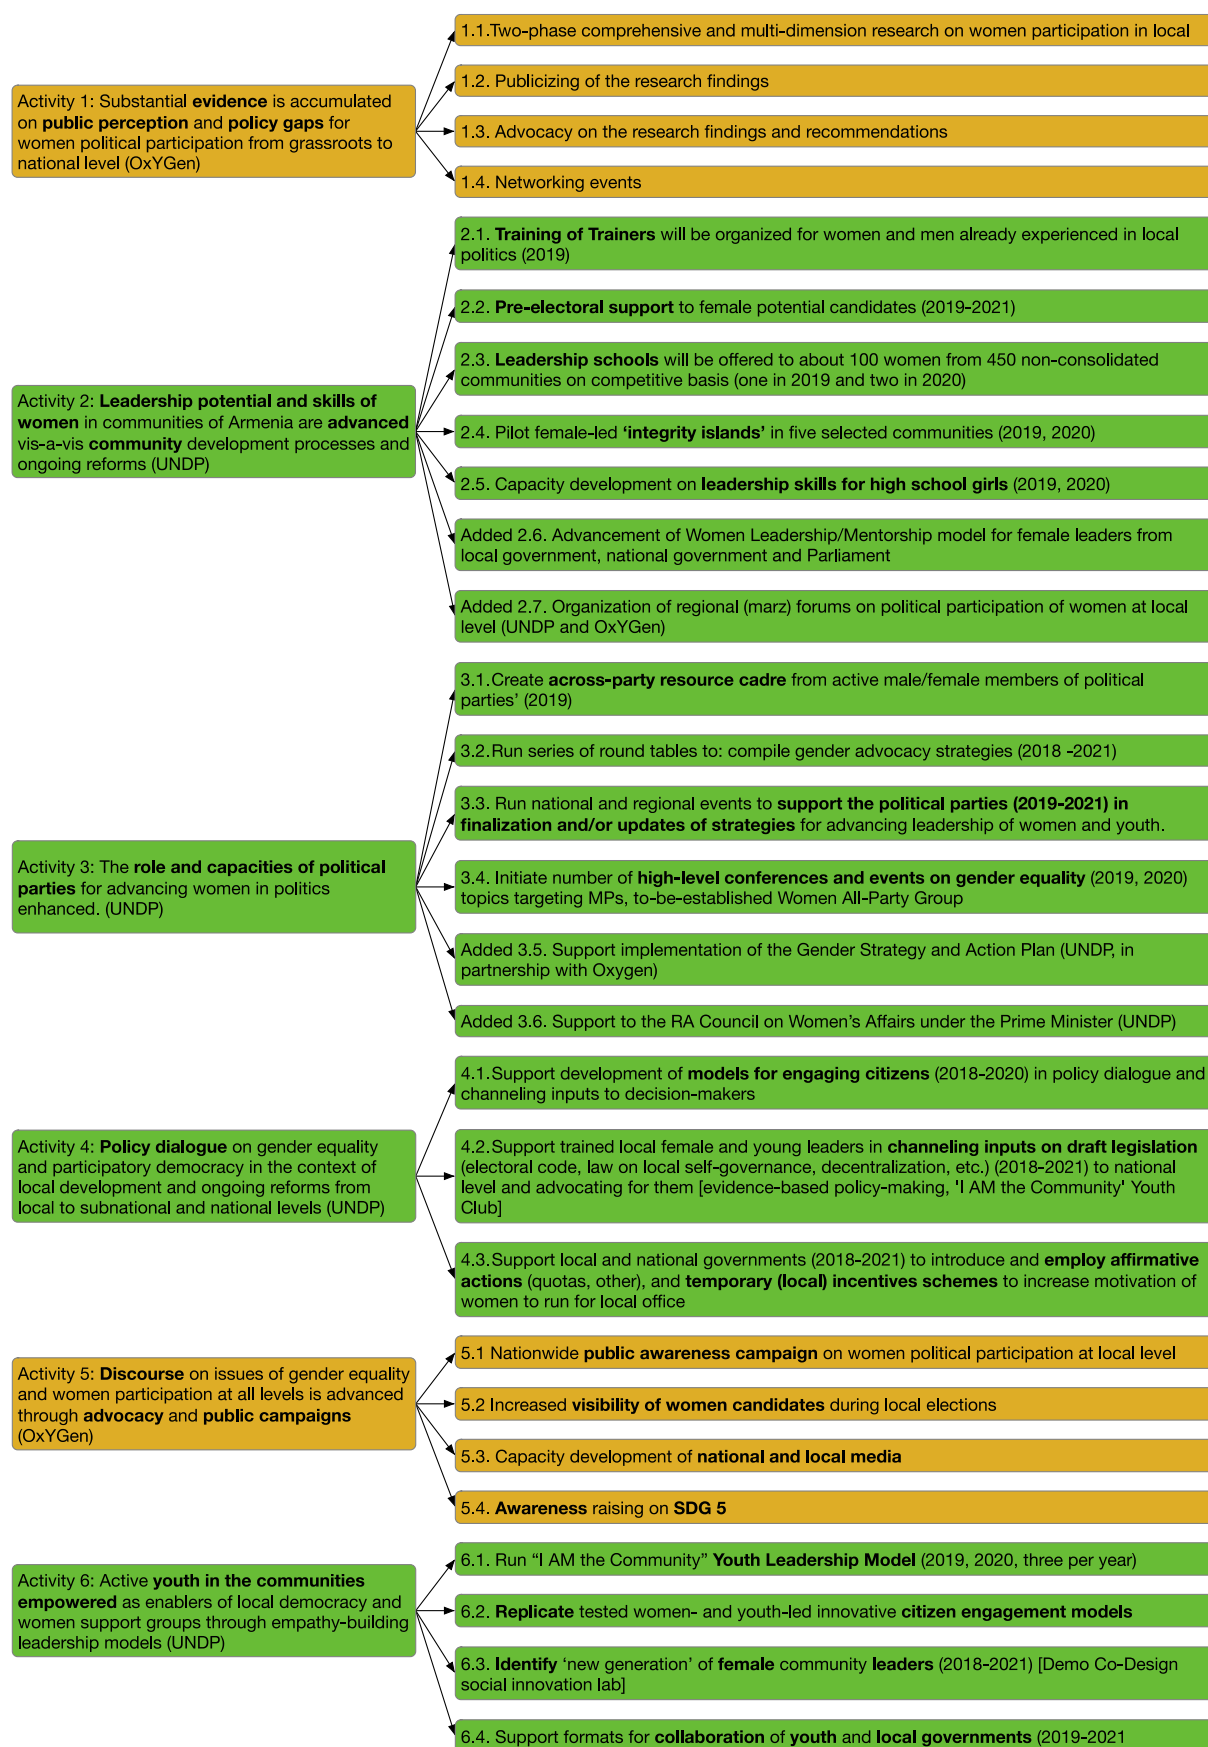 Activity 1: Substantial evidence is accumulated
on public perception and policy gaps for
women political participation from grassroots to
national level (OxYGen)
1.1.Two-phase comprehensive and multi-dimension research on women participation in local
1.2. Publicizing of the research findings
1.3. Advocacy on the research findings and recommendations
1.4. Networking events
Activity 2: Leadership potential and skills of
women in communities of Armenia are advanced
vis-a-vis community development processes and
ongoing reforms (UNDP)
2.1. Training of Trainers will be organized for women and men already experienced in local
politics (2019)
2.2. Pre-electoral support to female potential candidates (2019-2021)
2.3. Leadership schools will be offered to about 100 women from 450 non-consolidated
communities on competitive basis (one in 2019 and two in 2020)
2.4. Pilot female-led ‘integrity islands’ in five selected communities (2019, 2020)
2.5. Capacity development on leadership skills for high school girls (2019, 2020)
Added 2.6. Advancement of Women Leadership/Mentorship model for female leaders from
local government, national government and Parliament
Added 2.7. Organization of regional (marz) forums on political participation of women at local
level (UNDP and OxYGen)
Activity 3: The role and capacities of political
parties for advancing women in politics
enhanced. (UNDP)
3.1.Create across-party resource cadre from active male/female members of political
parties’ (2019)
3.2.Run series of round tables to: compile gender advocacy strategies (2018 -2021)
3.3. Run national and regional events to support the political parties (2019-2021) in
finalization and/or updates of strategies for advancing leadership of women and youth.
3.4. Initiate number of high-level conferences and events on gender equality (2019, 2020)
topics targeting MPs, to-be-established Women All-Party Group
Added 3.5. Support implementation of the Gender Strategy and Action Plan (UNDP, in
partnership with Oxygen)
Added 3.6. Support to the RA Council on Women’s Affairs under the Prime Minister (UNDP)
Activity 4: Policy dialogue on gender equality
and participatory democracy in the context of
local development and ongoing reforms from
local to subnational and national levels (UNDP)
4.1.Support development of models for engaging citizens (2018-2020) in policy dialogue and
channeling inputs to decision-makers
4.2.Support trained local female and young leaders in channeling inputs on draft legislation
(electoral code, law on local self-governance, decentralization, etc.) (2018-2021) to national
level and advocating for them [evidence-based policy-making, 'I AM the Community' Youth
Club]
4.3.Support local and national governments (2018-2021) to introduce and employ affirmative
actions (quotas, other), and temporary (local) incentives schemes to increase motivation of
women to run for local office
Activity 5: Discourse on issues of gender equality
and women participation at all levels is advanced
through advocacy and public campaigns
(OxYGen)
5.1 Nationwide public awareness campaign on women political participation at local level
5.2 Increased visibility of women candidates during local elections
5.3. Capacity development of national and local media
5.4. Awareness raising on SDG 5
Activity 6: Active youth in the communities
empowered as enablers of local democracy and
women support groups through empathy-building
leadership models (UNDP)
6.1. Run “I AM the Community” Youth Leadership Model (2019, 2020, three per year)
6.2. Replicate tested women- and youth-led innovative citizen engagement models
6.3. Identify ‘new generation’ of female community leaders (2018-2021) [Demo Co-Design
social innovation lab]
6.4. Support formats for collaboration of youth and local governments (2019-2021